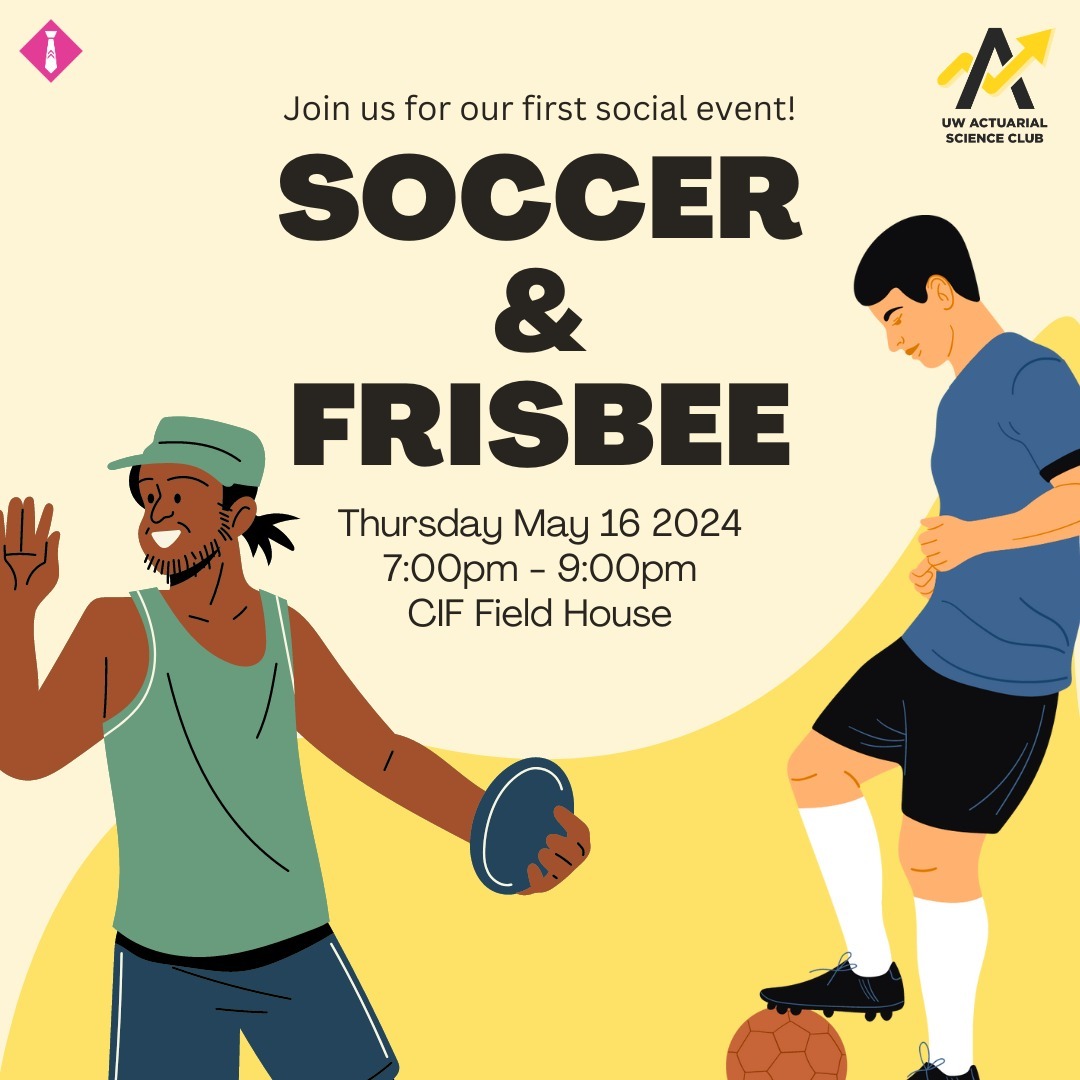 Join us for our first social event!
UW ACTUARIAL
SCIENCE CLUB
SOCCER
&
FRISBEE
Thursday May 16 2024
7:00pm - 9:00pm
CIF Field House